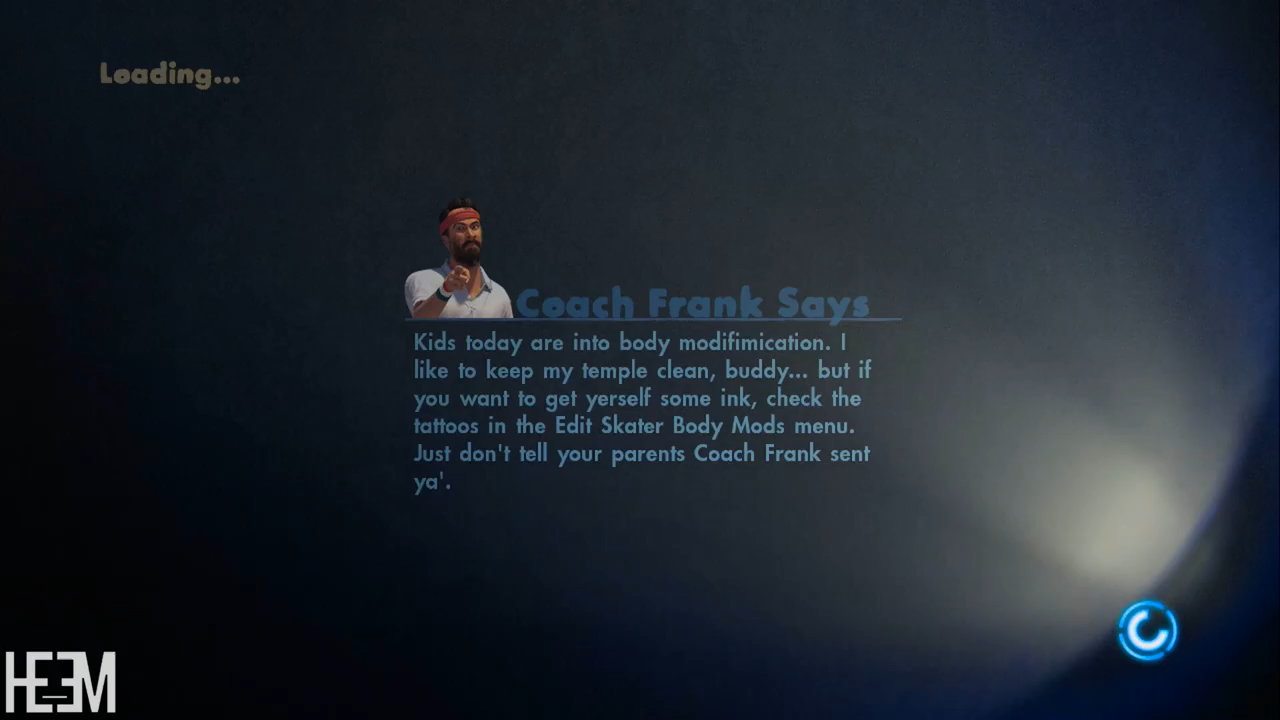 Loading...
Coach Frank Says
Kids today are into body modifimication. I
like to keep my temple clean, buddy... but if
you want to get yerself some ink, check the
tattoos in the Edit Skater Body Mods menu.
Just don't tell your parents Coach Frank sent
ya'.
HEEM